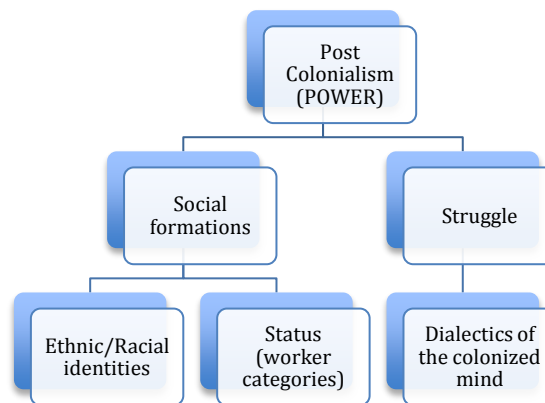 Post
Colonialism
(POWER)
Social
formations
Struggle
Ethnic/Racial
identities
Status
(worker
categories)
Dialectics of
the colonized
mind